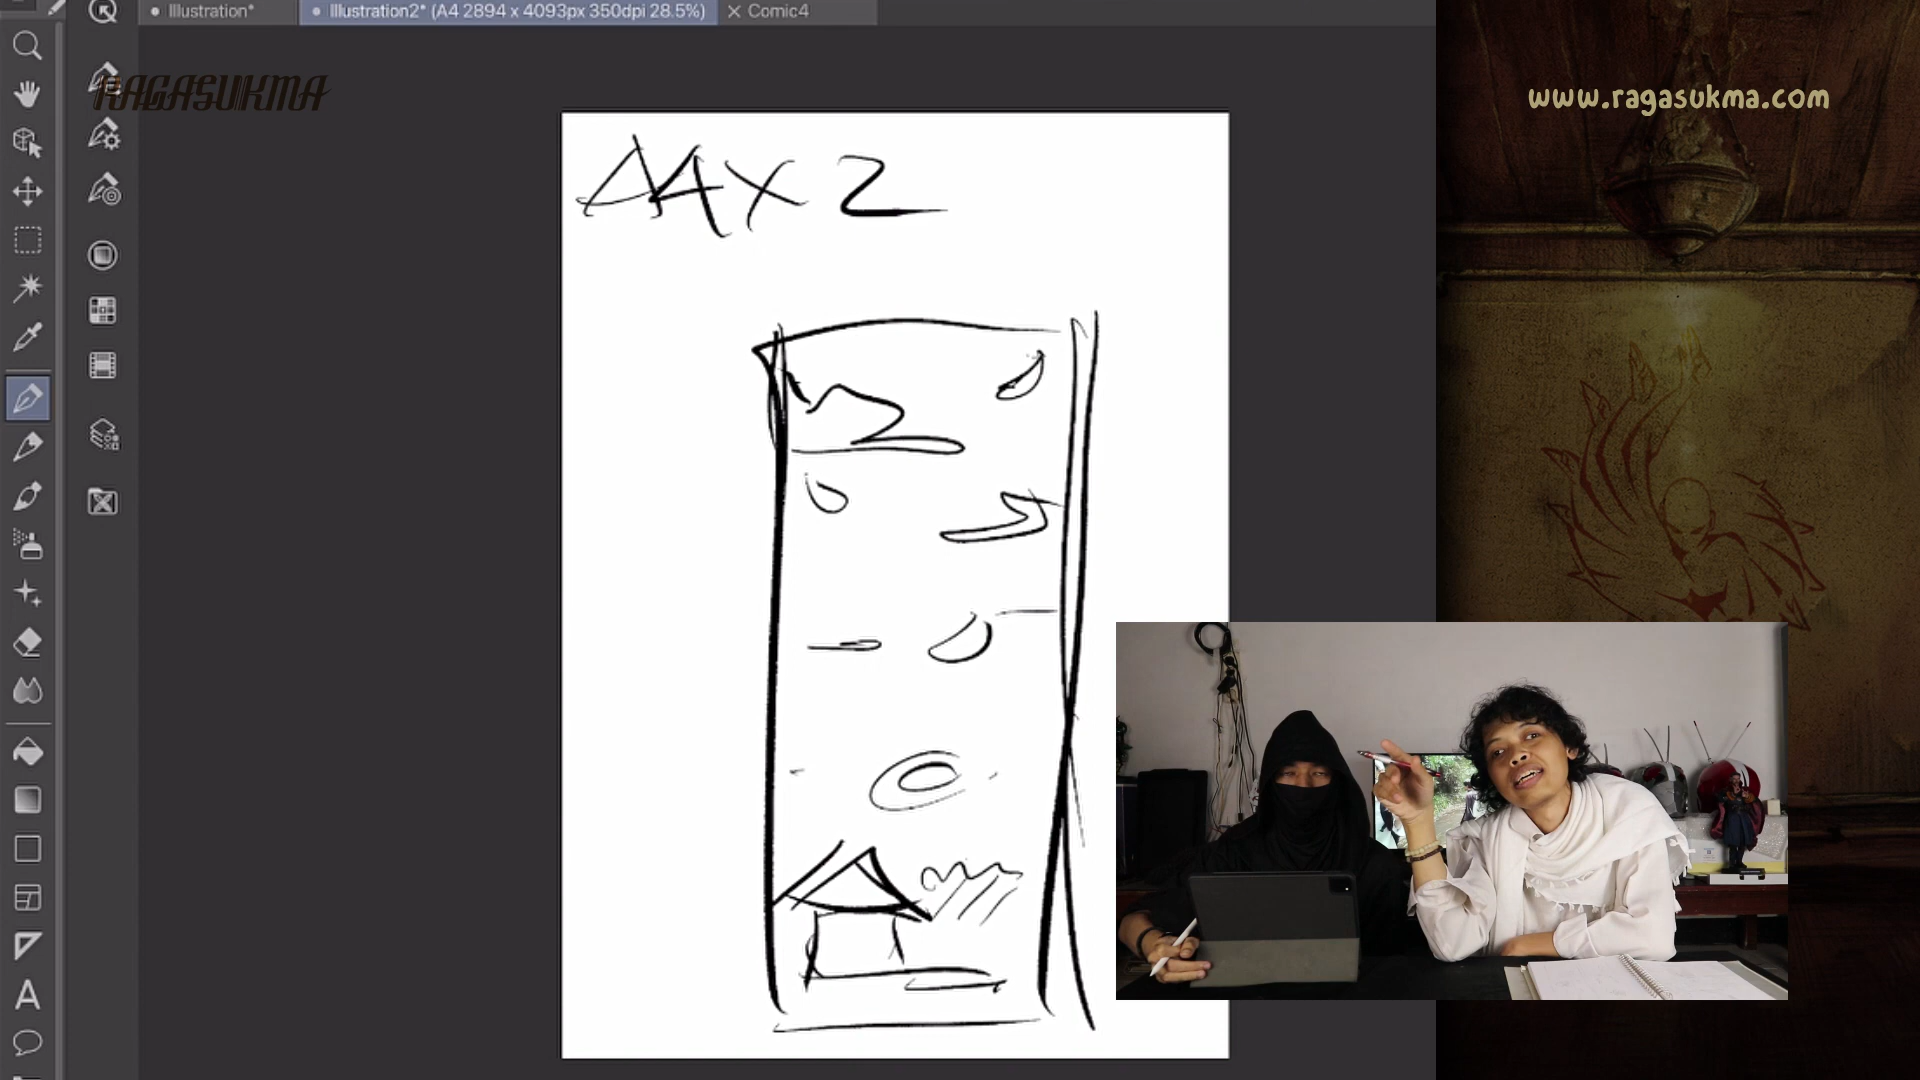 Illustration*
Illustration2* (A4 2894 x 4093px 350dpi 28.5%)
Comic4
RAGASUKMA
www.ragasukma.com
A4 X 2
A